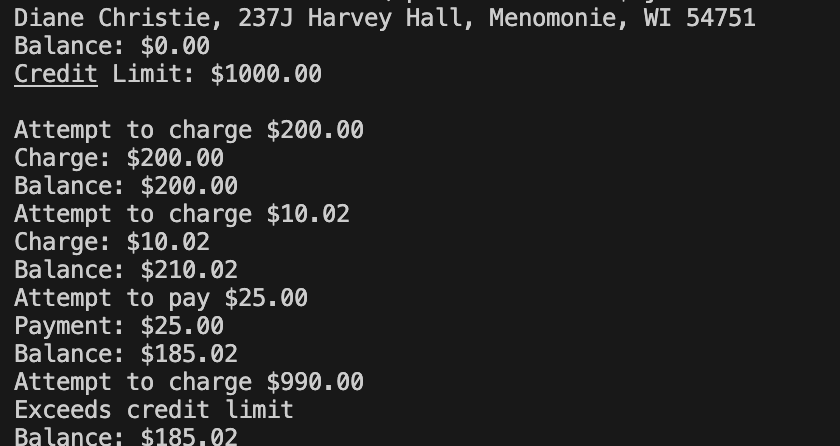 Diane Christie, 237J Harvey Hall, Menomonie, WI 54751
Balance: $0.00
Credit Limit: $1000.00
Attempt to charge $200.00
Charge: $200.00
Balance: $200.00
Attempt to charge $10.02
Charge: $10.02
Balance: $210.02
Attempt to pay $25.00
Payment: $25.00
Balance: $185.02
Attempt to charge $990.00
Exceeds credit limit
Balance: $185.02